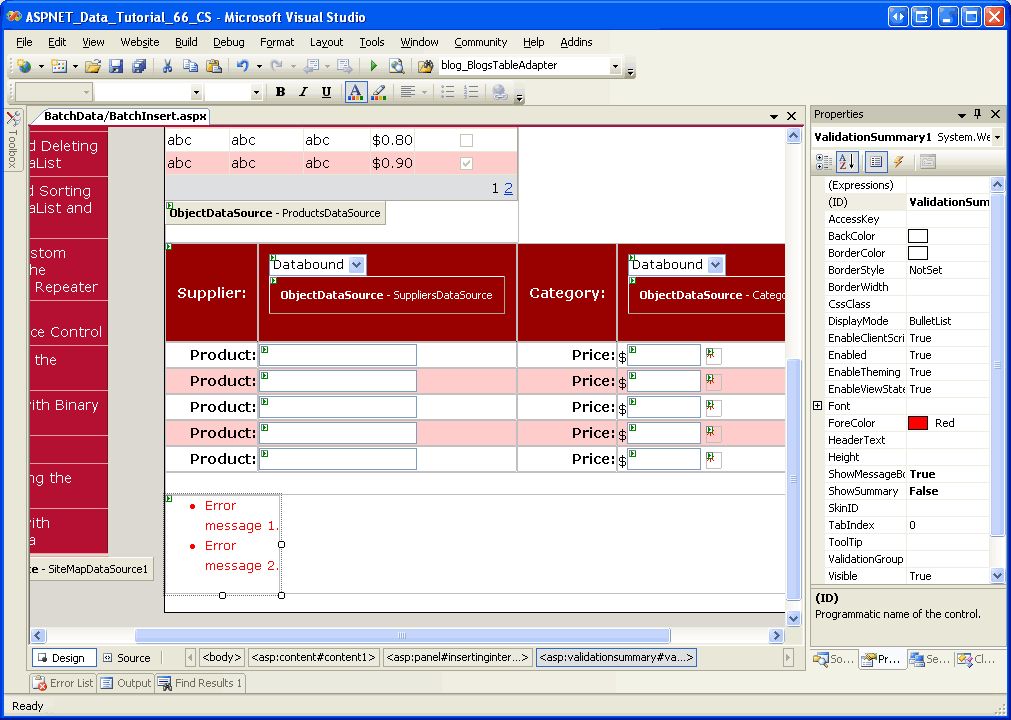 ASPNET_Data_Tutorial_66_CS - Microsoft Visual Studio
File Edit View Website Build Debug Format Layout Tools Window Community Help Addins
blog_BlogsTableAdapter
B I U A
Toolbox
BatchData/BatchInsert.aspx
d Deleting
aList
d Sorting
aList and
stom
he
Repeater
ce Control
the
ith Binary
ng the
ith
a
ce - SiteMapDataSource1
abc abc abc $0.80
abc abc abc $0.90
1 2
ObjectDataSource - ProductsDataSource
Supplier: Databound
ObjectDataSource - SuppliersDataSource
Category: Databound
ObjectDataSource - Catego
Product: Price: $
Product: Price: $
Product: Price: $
Product: Price: $
Product: Price: $
Error
message 1.
Error
message 2.
Design Source <body> <asp:content#content1> <asp:panel#insertinginter...> <asp:validationsummary#va...>
Error List Output Find Results 1
Ready
Properties
ValidationSummary1 System.We
(Expressions)
(ID) ValidationSum
AccessKey
BackColor
BorderColor
BorderStyle NotSet
BorderWidth
CssClass
DisplayMode BulletList
EnableClientScri True
Enabled True
EnableTheming True
EnableViewState True
Font
ForeColor Red
HeaderText
Height
ShowMessageBo True
ShowSummary False
SkinID
TabIndex 0
ToolTip
ValidationGroup
Visible True
(ID)
Programmatic name of the control.
So... Pr... Se... Cl...